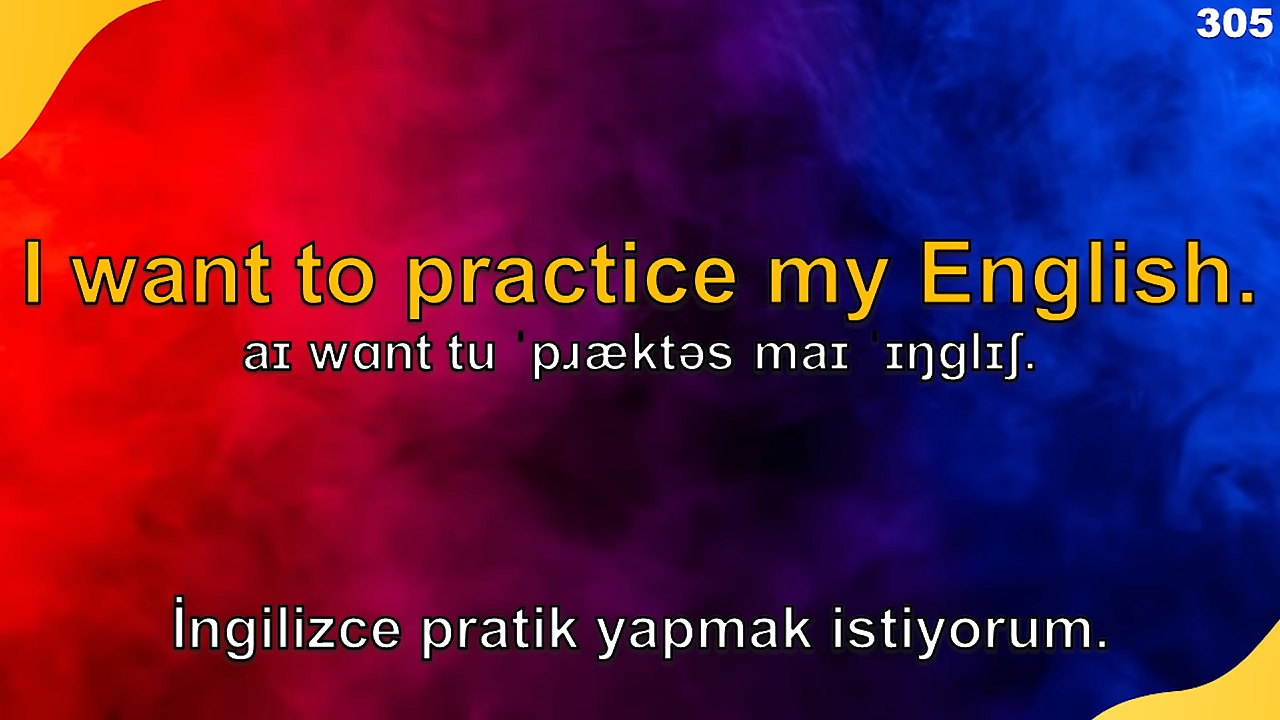 305
I want to practice my English.
aɪ wɑnt tu ˈpɹæktəs maɪ ˈɪŋglɪʃ.
İngilizce pratik yapmak istiyorum.